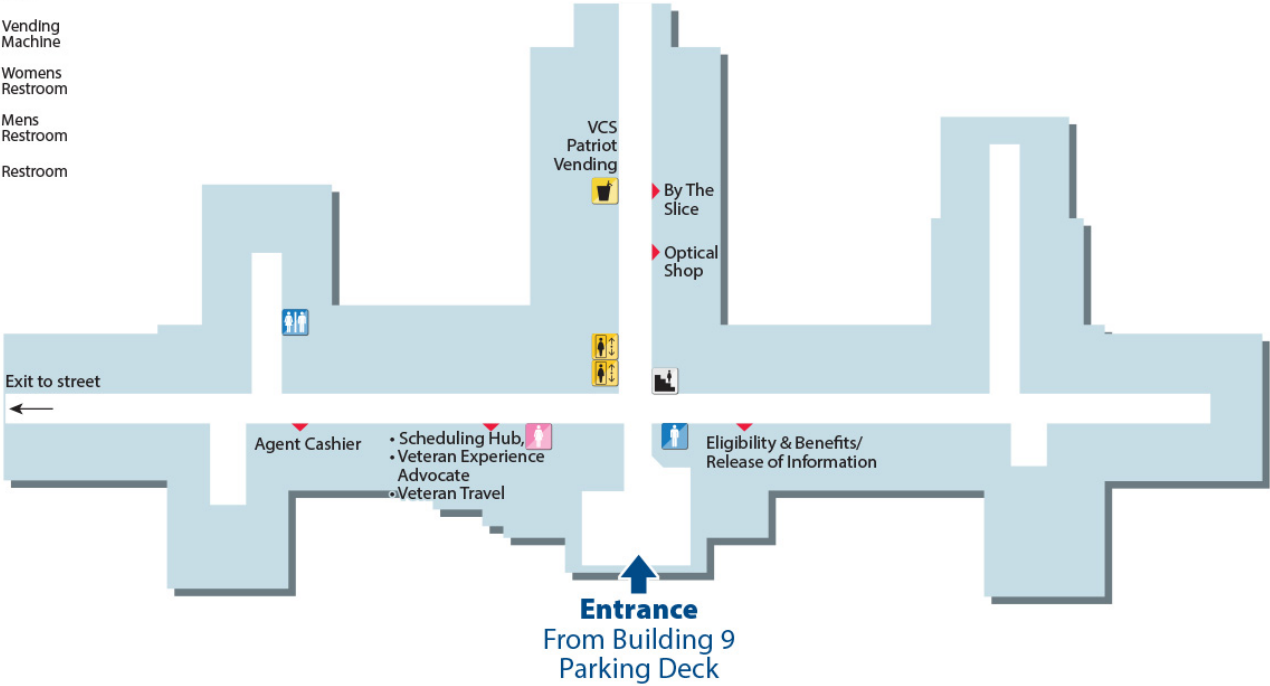 Vending
Machine
Womens
Restroom
Mens
Restroom
Restroom
VCS
Patriot
Vending
By The
Slice
Optical
Shop
Exit to street
Agent Cashier
• Scheduling Hub,
• Veteran Experience
Advocate
• Veteran Travel
Eligibility & Benefits/
Release of Information
Entrance
From Building 9
Parking Deck